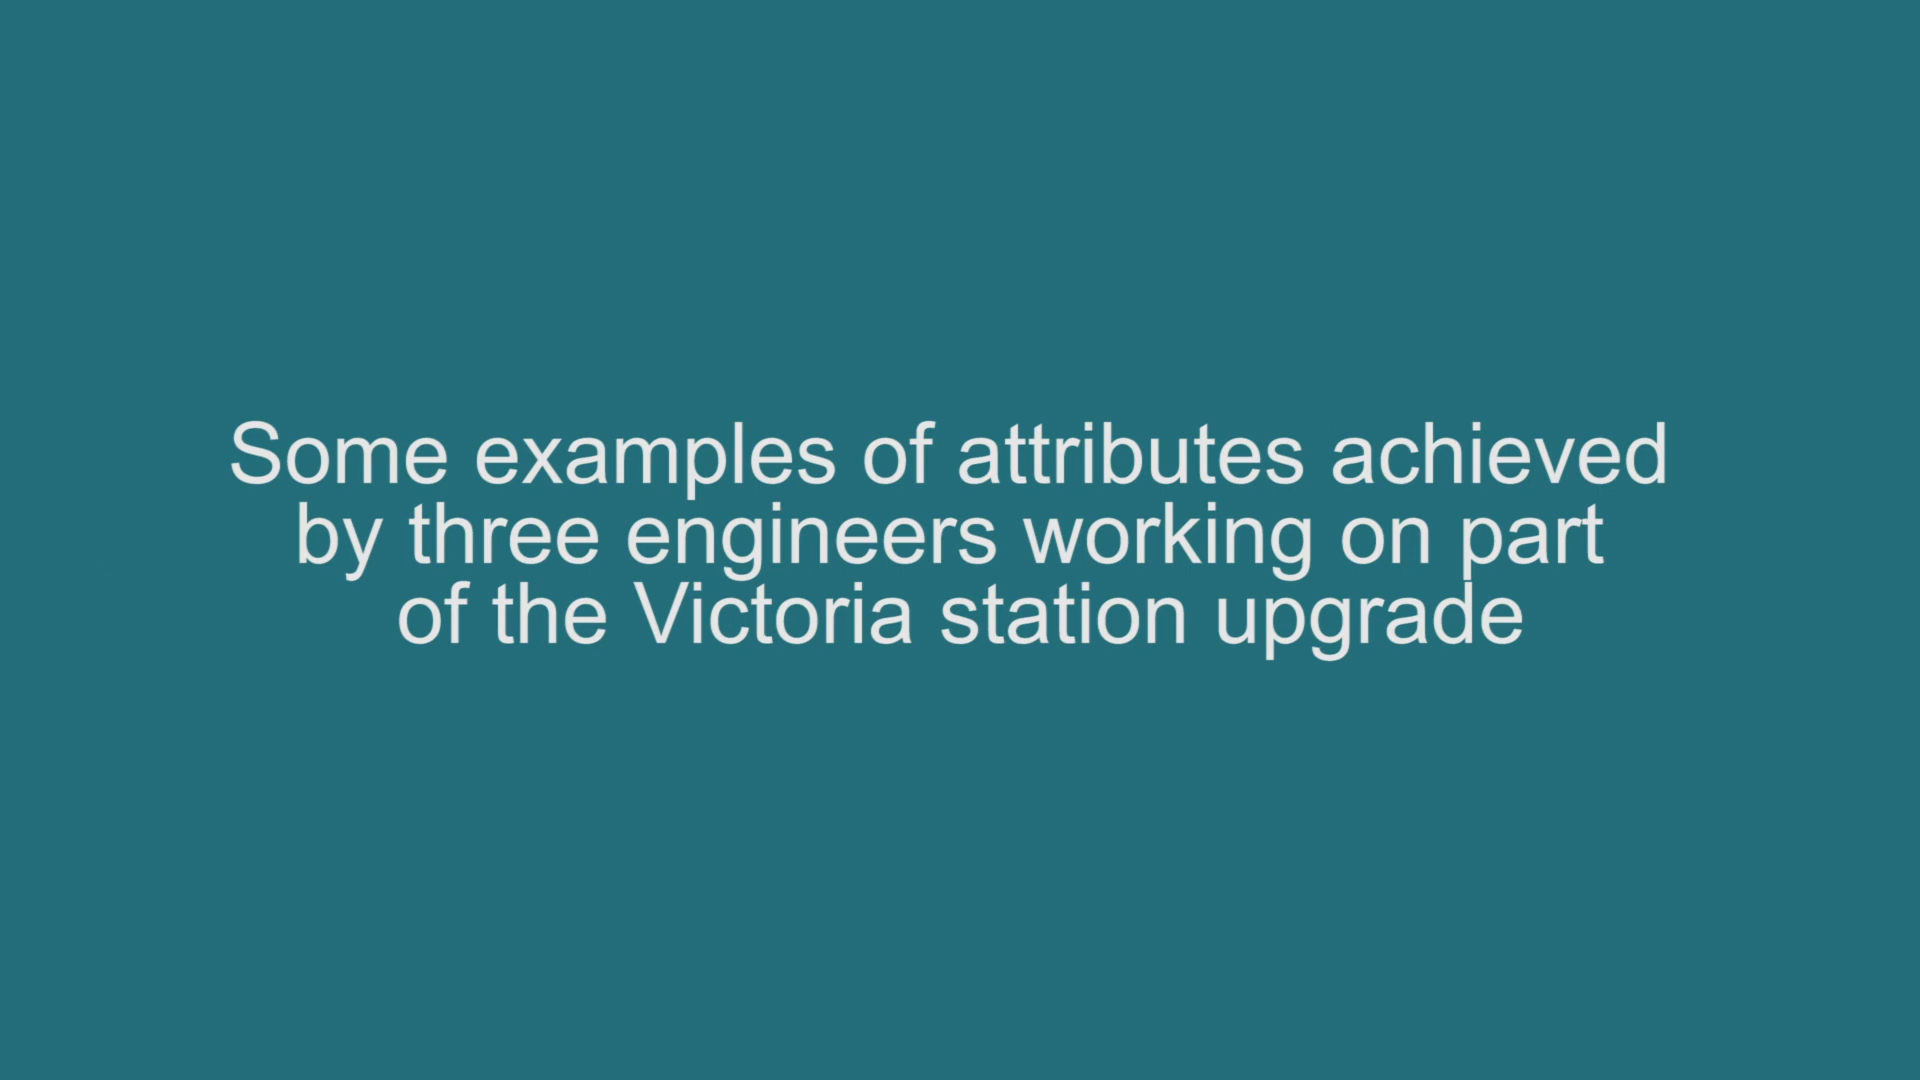 Some examples of attributes achieved
by three engineers working on part
of the Victoria station upgrade